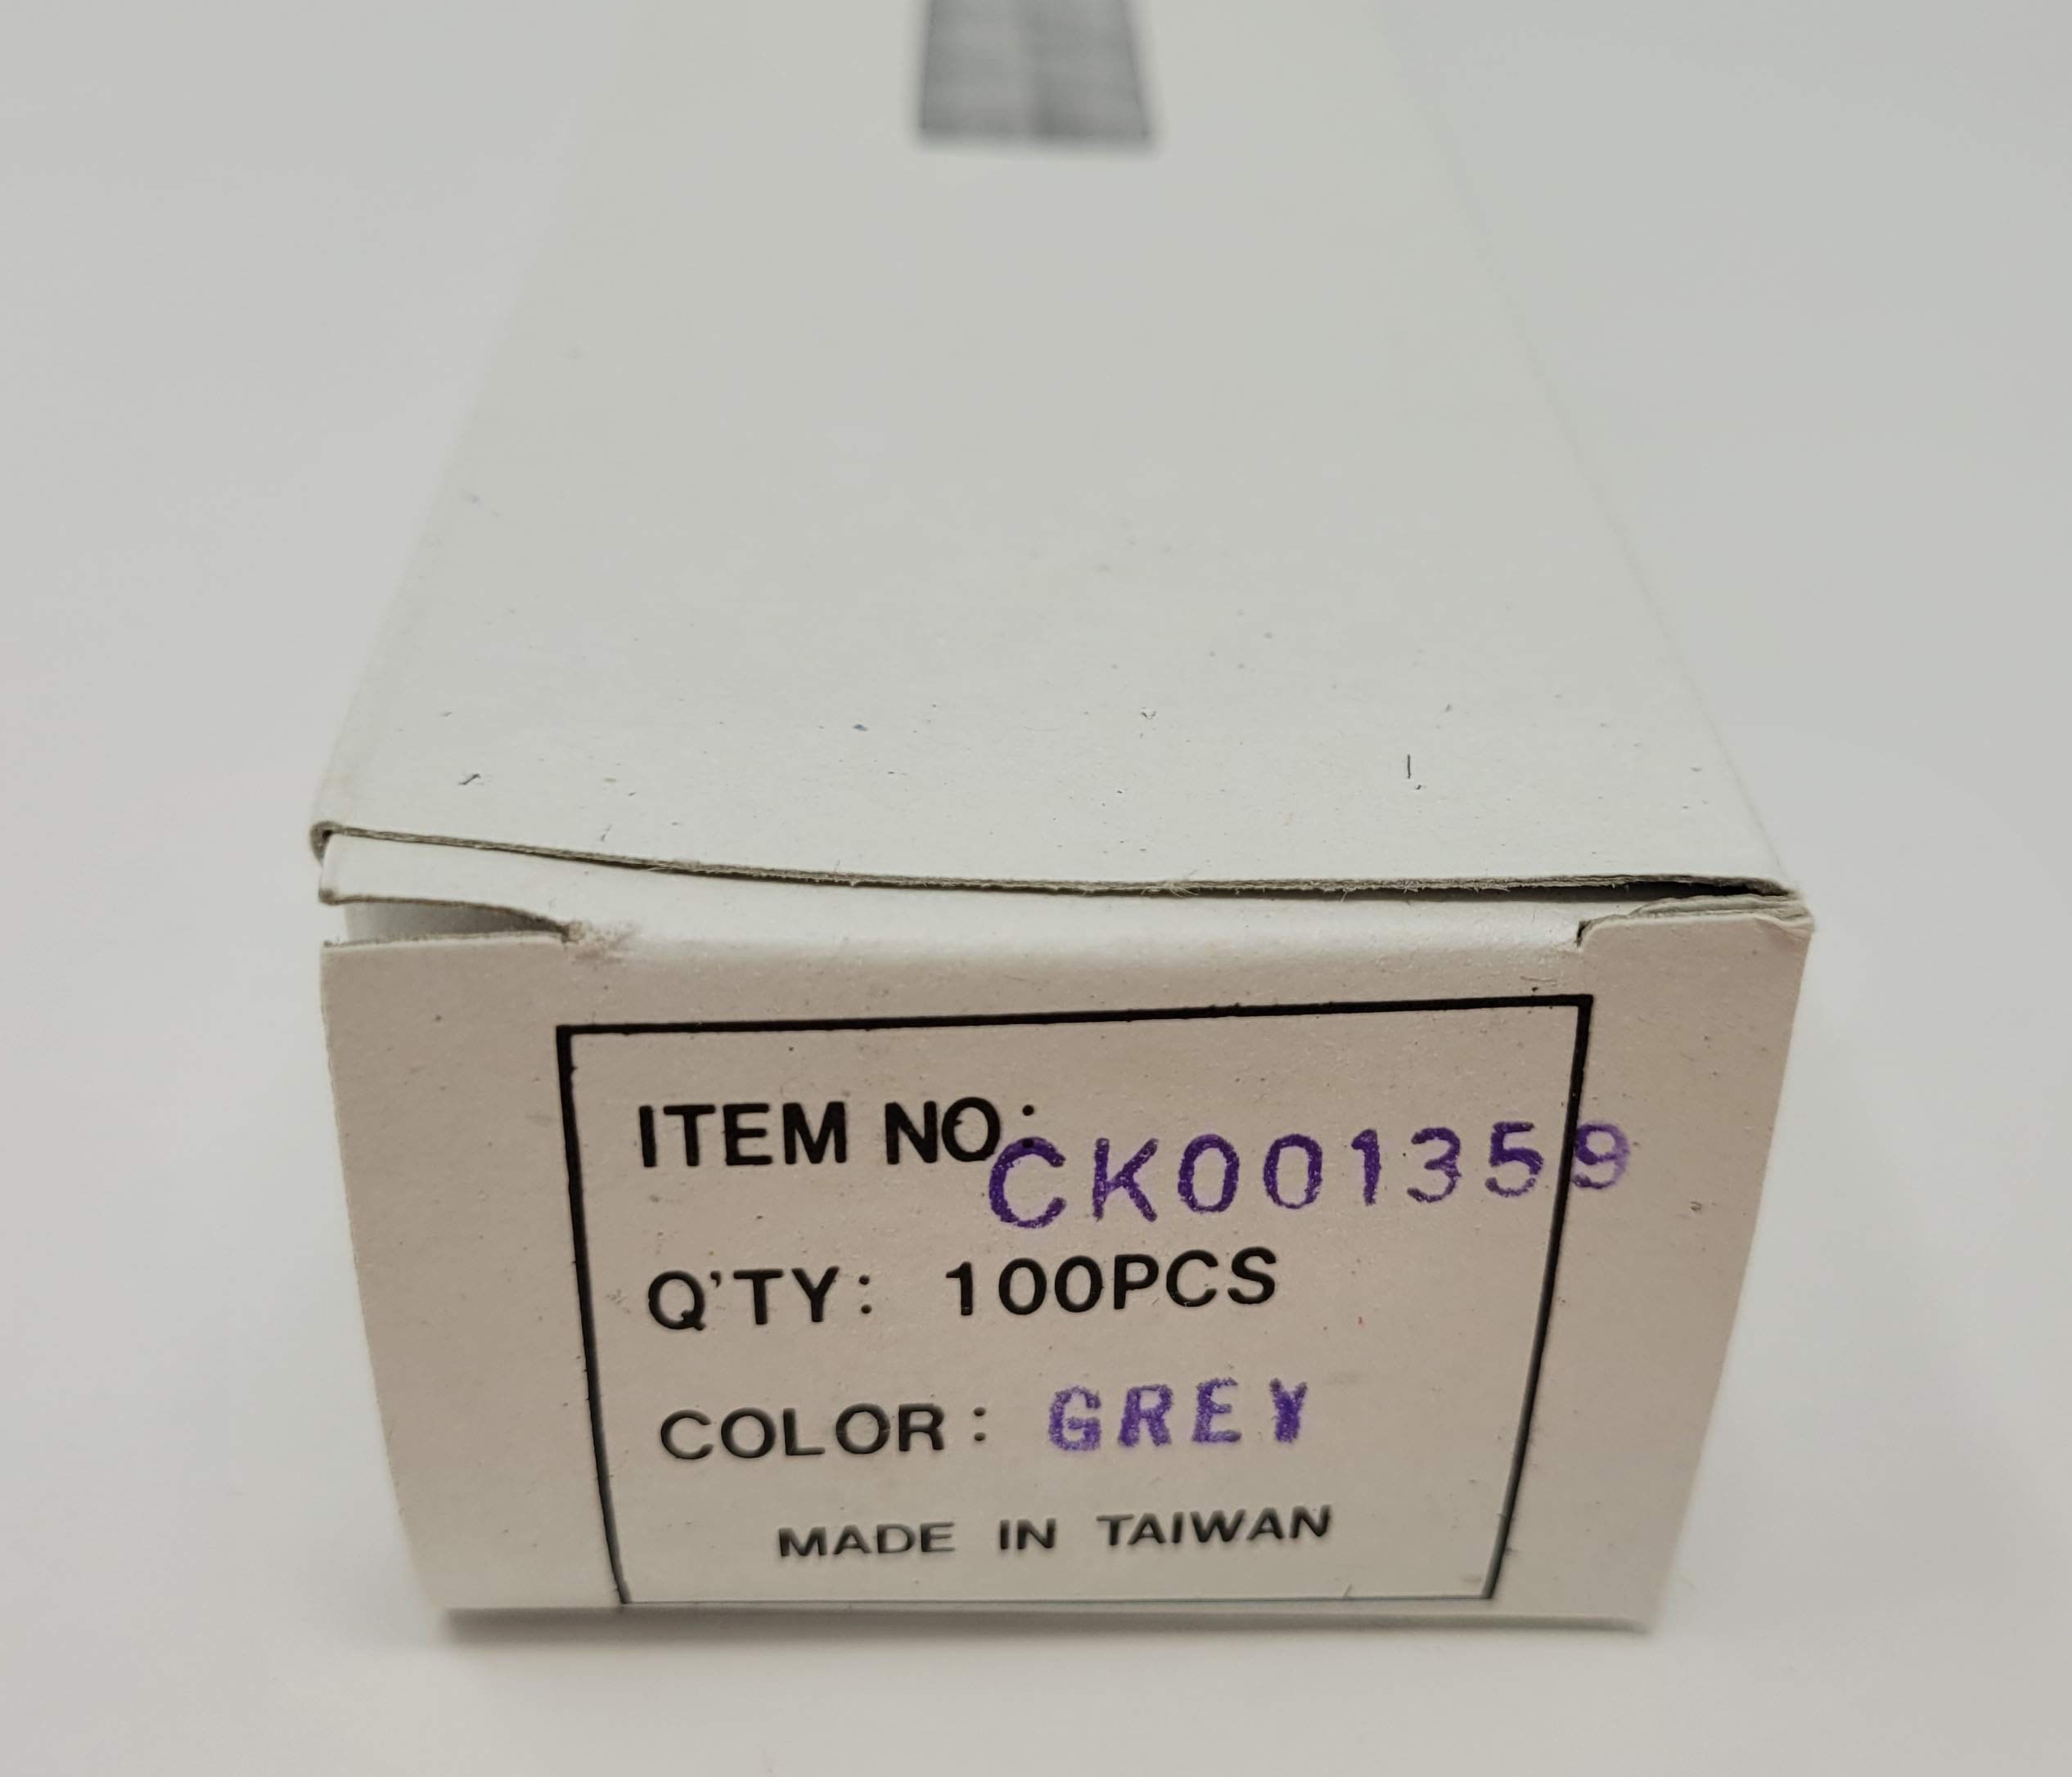 ITEM NO: CK001359
Q'TY: 100PCS
COLOR: GREY
MADE IN TAIWAN